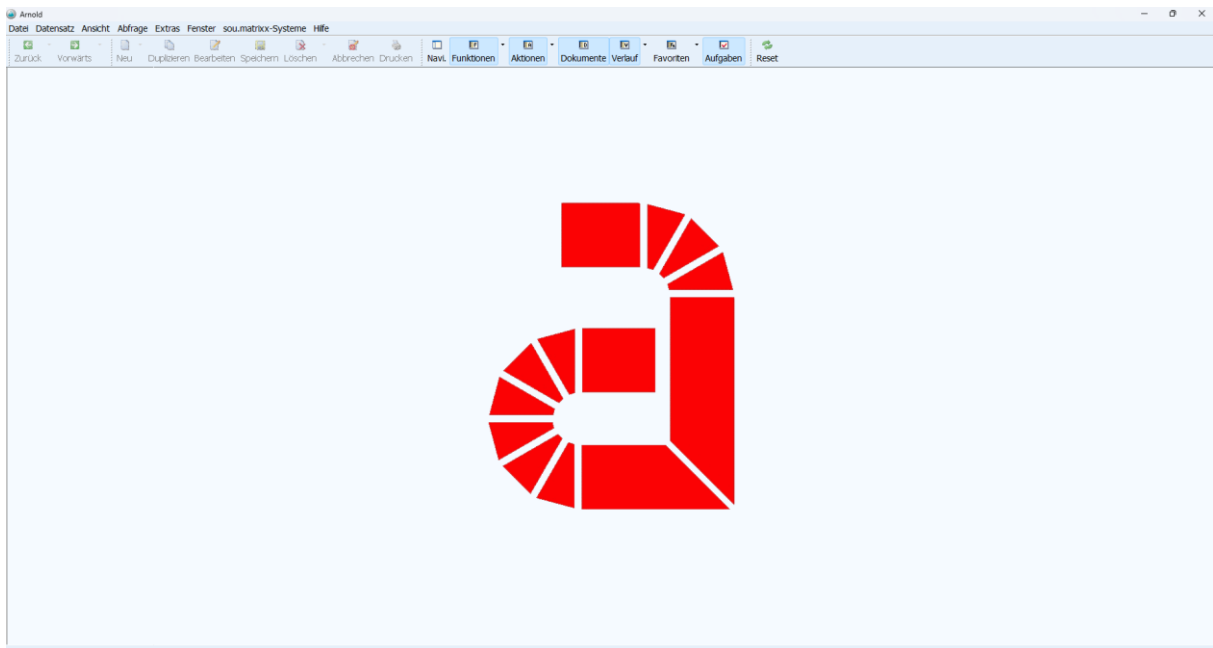 Arnold
Datei Datensatz Ansicht Abfrage Extras Fenster sou.matrixx-Systeme Hilfe
Zurück Vorwärts Neu Duplizieren Bearbeiten Speichern Löschen Abbrechen Drucken Navi. Funktionen Aktionen Dokumente Verlauf Favoriten Aufgaben Reset
a